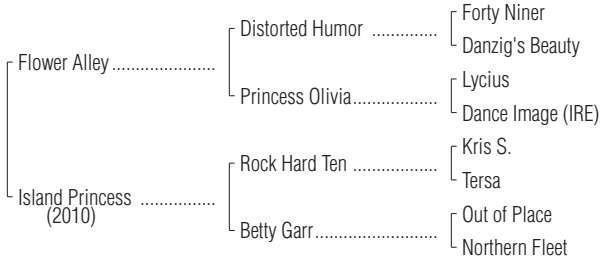 Forty Niner
Distorted Humor ..............
Danzig's Beauty
Flower Alley ......................
Lycius
Princess Olivia..................
Dance Image (IRE)
Kris S.
Rock Hard Ten ..................
Tersa
Island Princess ................
(2010)
Out of Place
Betty Garr..........................
Northern Fleet